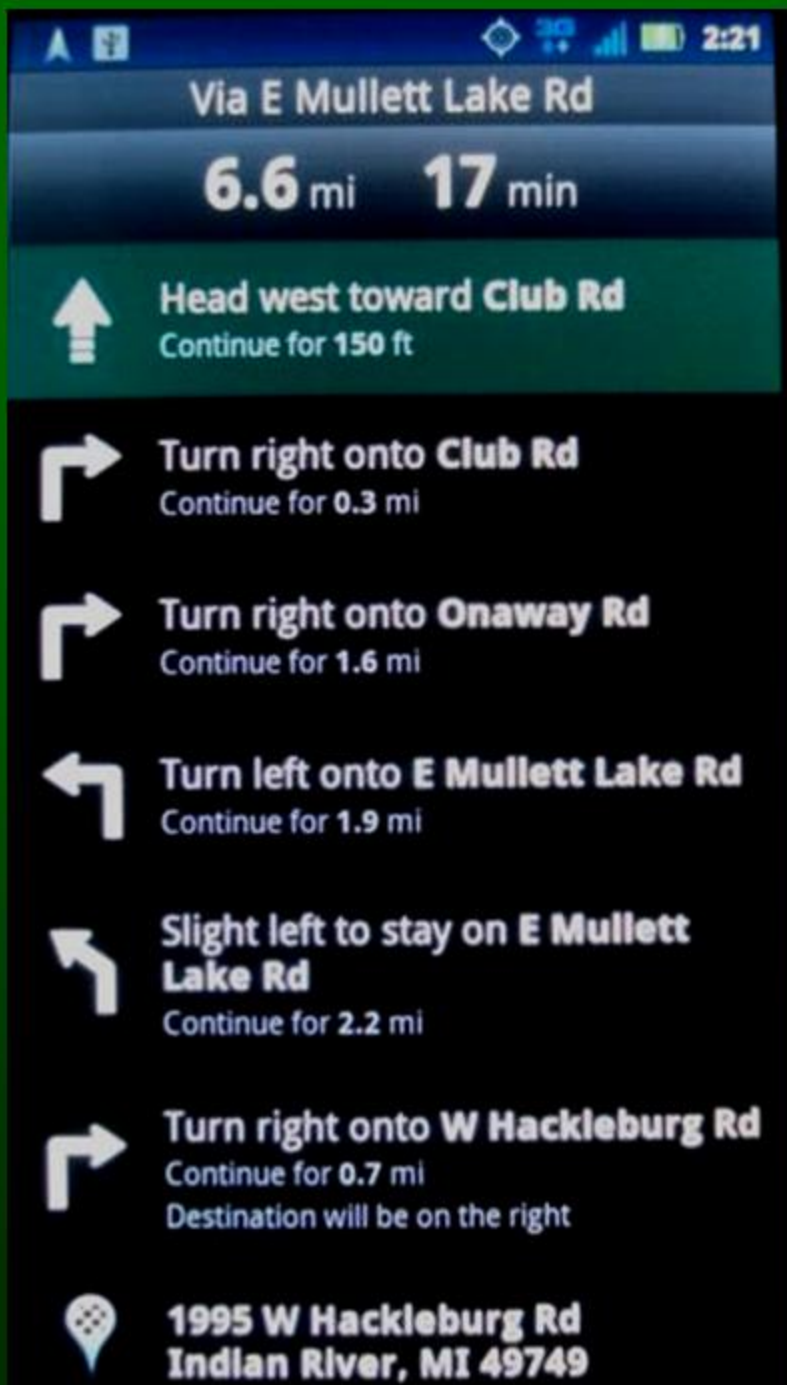 3G 2:21
Via E Mullett Lake Rd
6.6 mi 17 min
Head west toward Club Rd
Continue for 150 ft
Turn right onto Club Rd
Continue for 0.3 mi
Turn right onto Onaway Rd
Continue for 1.6 mi
Turn left onto E Mullett Lake Rd
Continue for 1.9 mi
Slight left to stay on E Mullett
Lake Rd
Continue for 2.2 mi
Turn right onto W Hackleburg Rd
Continue for 0.7 mi
Destination will be on the right
1995 W Hackleburg Rd
Indian River, MI 49749